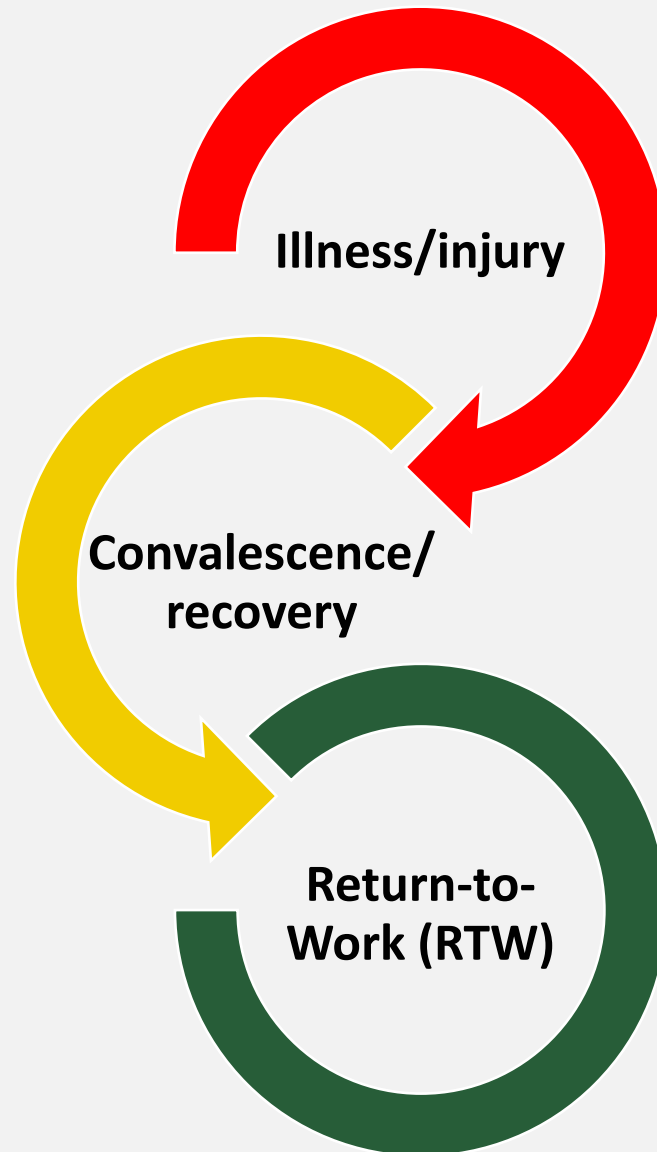 Illness/injury
Convalescence/
recovery
Return-to-
Work (RTW)